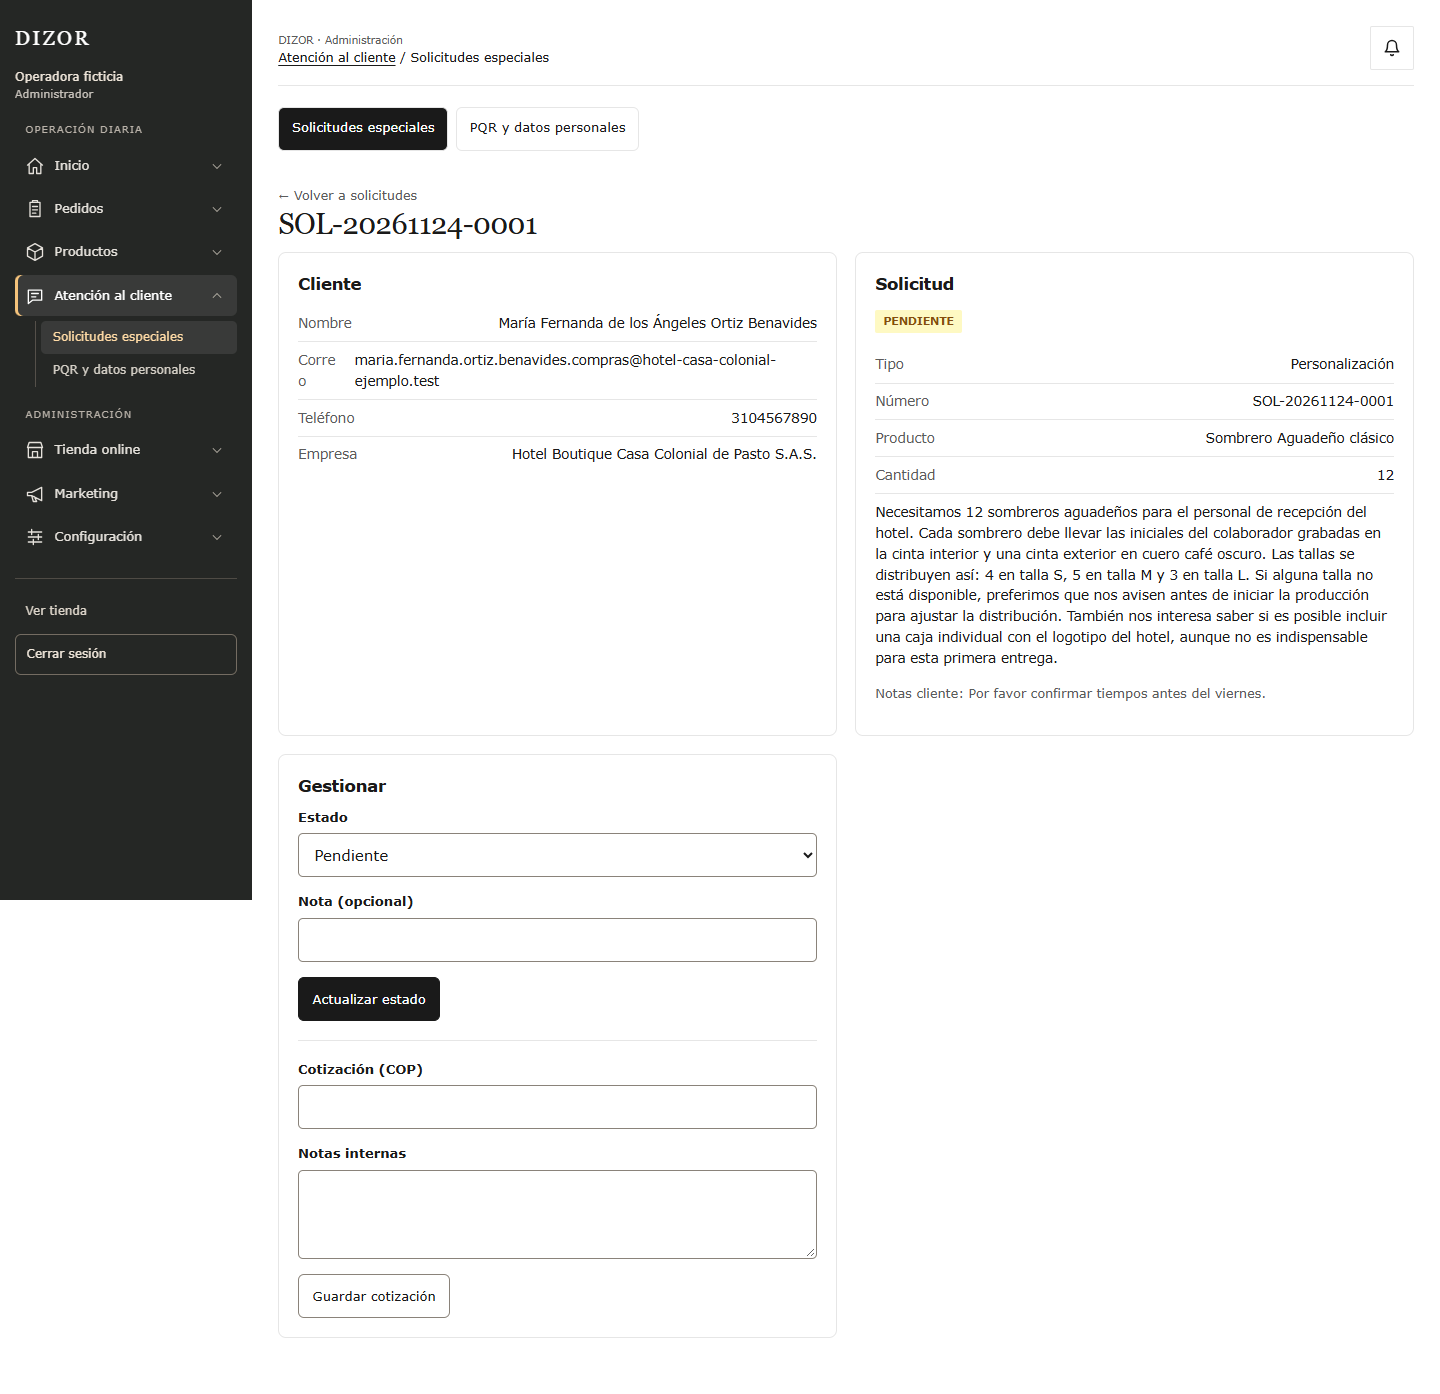 DIZOR
Operadora ficticia
Administrador
OPERACIÓN DIARIA
Inicio
Pedidos
Productos
Atención al cliente
Solicitudes especiales
PQR y datos personales
ADMINISTRACIÓN
Tienda online
Marketing
Configuración
Ver tienda
Cerrar sesión
DIZOR · Administración
Atención al cliente / Solicitudes especiales
Solicitudes especiales
PQR y datos personales
← Volver a solicitudes
SOL-20261124-0001
Cliente
Nombre María Fernanda de los Ángeles Ortiz Benavides
Corre maria.fernanda.ortiz.benavides.compras@hotel-casa-colonial-
o ejemplo.test
Teléfono 3104567890
Empresa Hotel Boutique Casa Colonial de Pasto S.A.S.
Solicitud
PENDIENTE
Tipo Personalización
Número SOL-20261124-0001
Producto Sombrero Aguadeño clásico
Cantidad 12
Necesitamos 12 sombreros aguadeños para el personal de recepción del
hotel. Cada sombrero debe llevar las iniciales del colaborador grabadas en
la cinta interior y una cinta exterior en cuero café oscuro. Las tallas se
distribuyen así: 4 en talla S, 5 en talla M y 3 en talla L. Si alguna talla no
está disponible, preferimos que nos avisen antes de iniciar la producción
para ajustar la distribución. También nos interesa saber si es posible incluir
una caja individual con el logotipo del hotel, aunque no es indispensable
para esta primera entrega.
Notas cliente: Por favor confirmar tiempos antes del viernes.
Gestionar
Estado
Pendiente
Nota (opcional)
Actualizar estado
Cotización (COP)
Notas internas
Guardar cotización